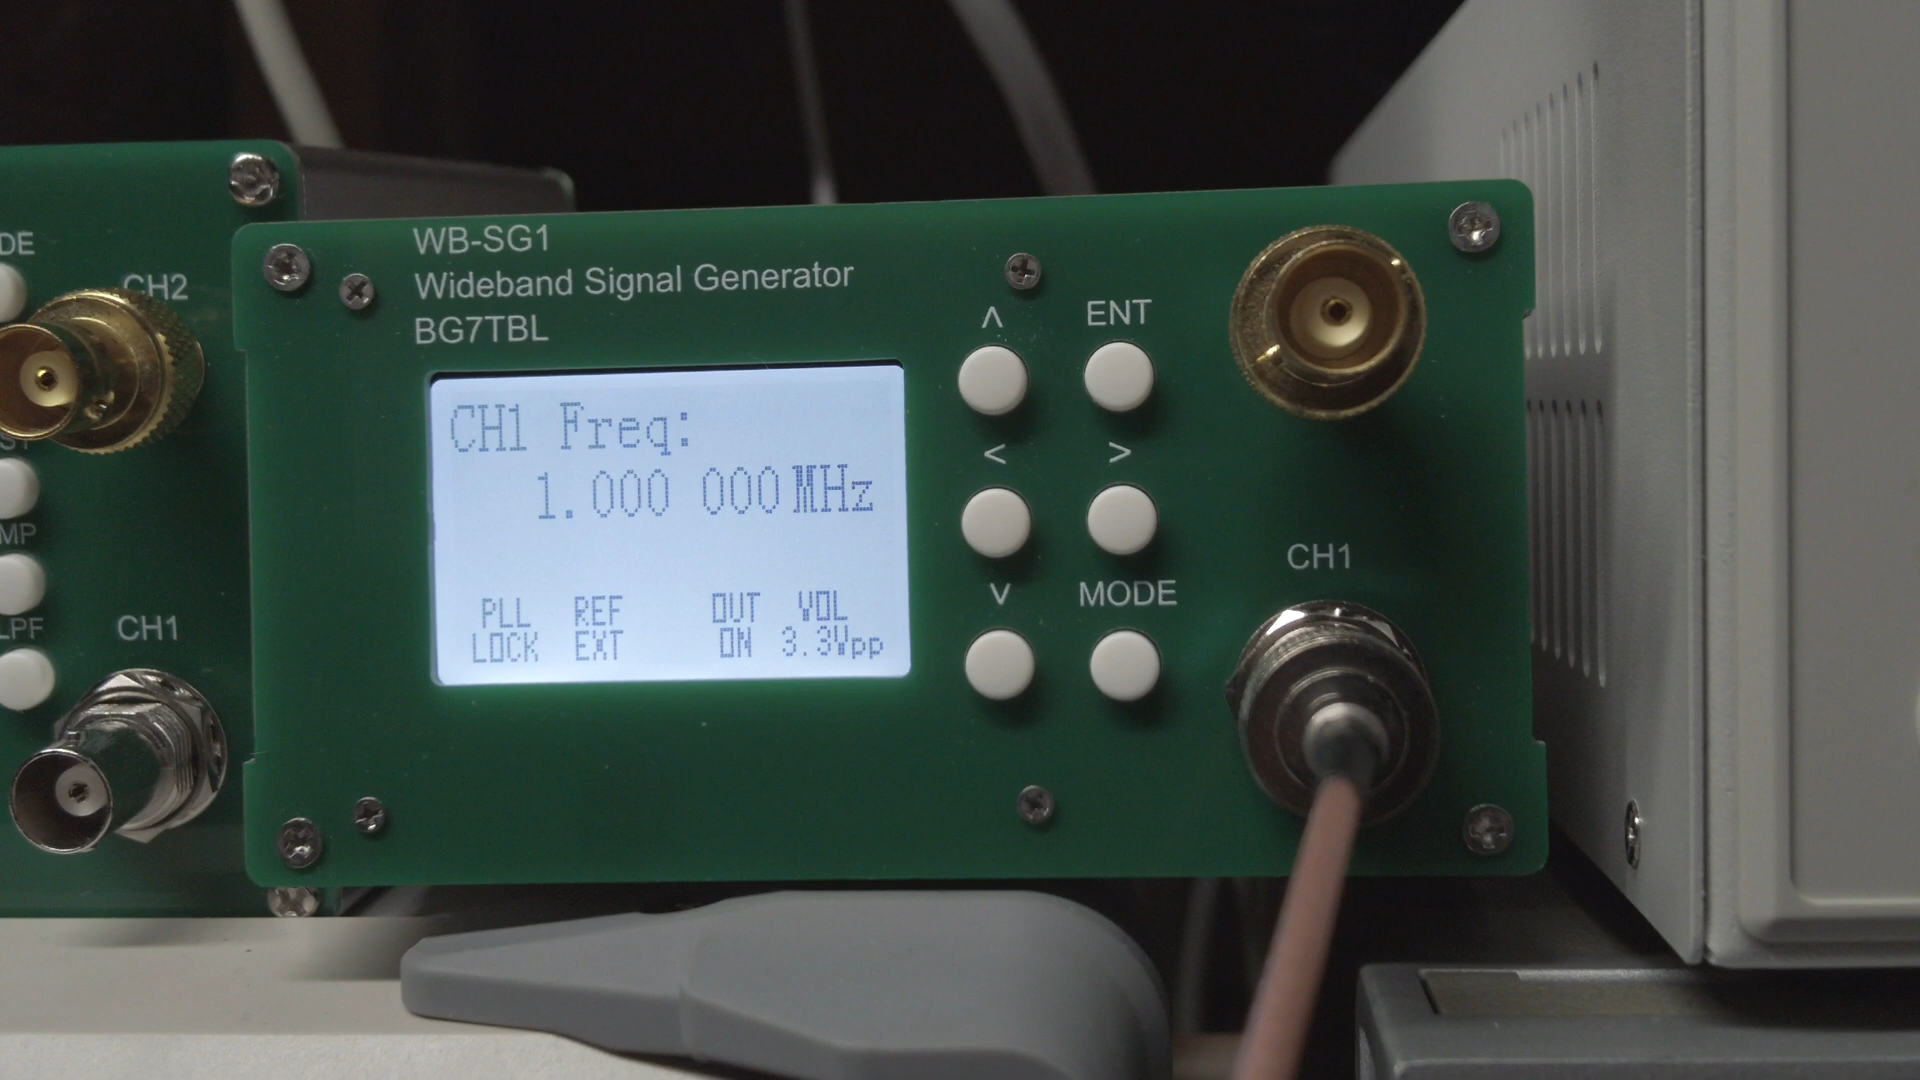 WB-SG1
Wideband Signal Generator
BG7TBL
CH1 Freq:
1.000 000 MHz
PLL REF OUT VOL
LOCK EXT ON 3.3Vpp
^ ENT
< >
v MODE
CH1
DE
CH2
MP
LPF
CH1